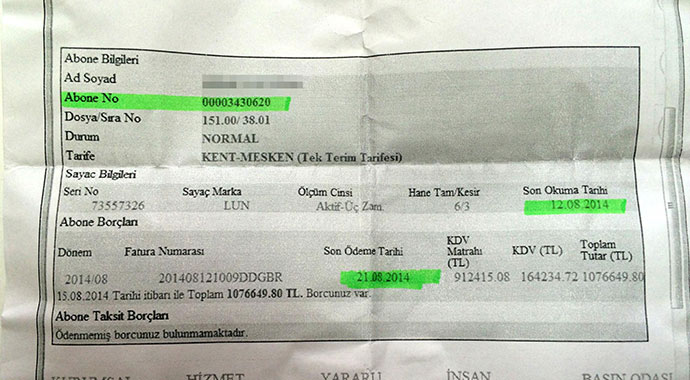 Abone Bilgileri
Ad Soyad
Abone No 00003430620
Dosya/Sıra No 151.00/ 38.01
Durum NORMAL
Tarife KENT-MESKEN (Tek Terim Tarifesi)
Sayaç Bilgileri
Seri No Sayaç Marka Ölçüm Cinsi Hane Tam/Kesir Son Okuma Tarihi
73557326 LUN Aktif-Üç Zam. 6/3 12.08.2014
Abone Borçları
Dönem Fatura Numarası Son Ödeme Tarihi KDV Matrahı (TL) KDV (TL) Toplam Tutar (TL)
2014/08 201408121009DDGBR 21.08.2014 912415.08 164234.72 1076649.80
15.08.2014 Tarihi itibarı ile Toplam 1076649.80 TL. Borcunuz var.
Abone Taksit Borçları
Ödenmemiş borcunuz bulunmamaktadır.
KURUMSAL HİZMET YARARLI İNSAN BASIN ODASI